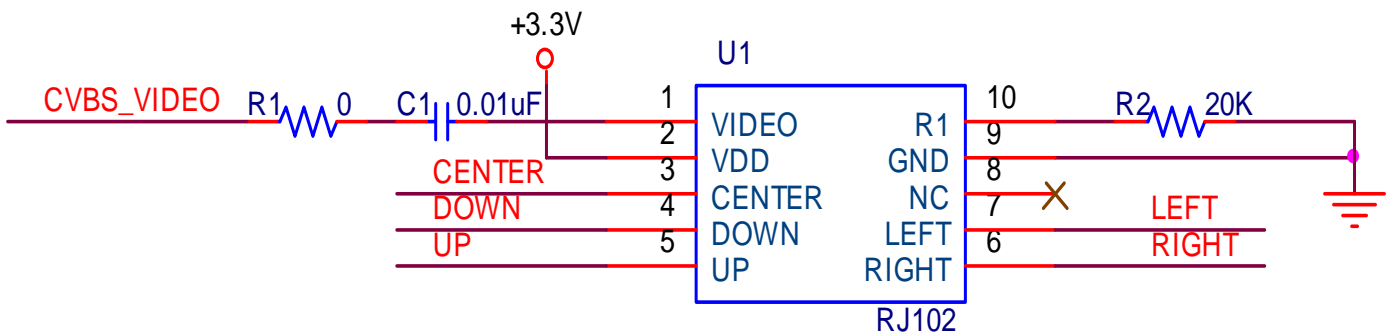 +3.3V
U1
CVBS_VIDEO R1 0 C1 0.01uF 1 10 R2 20K
VIDEO R1
2 9
VDD GND
CENTER 3 8
CENTER NC
DOWN 4 7 LEFT
DOWN LEFT
UP 5 6 RIGHT
UP RIGHT
RJ102